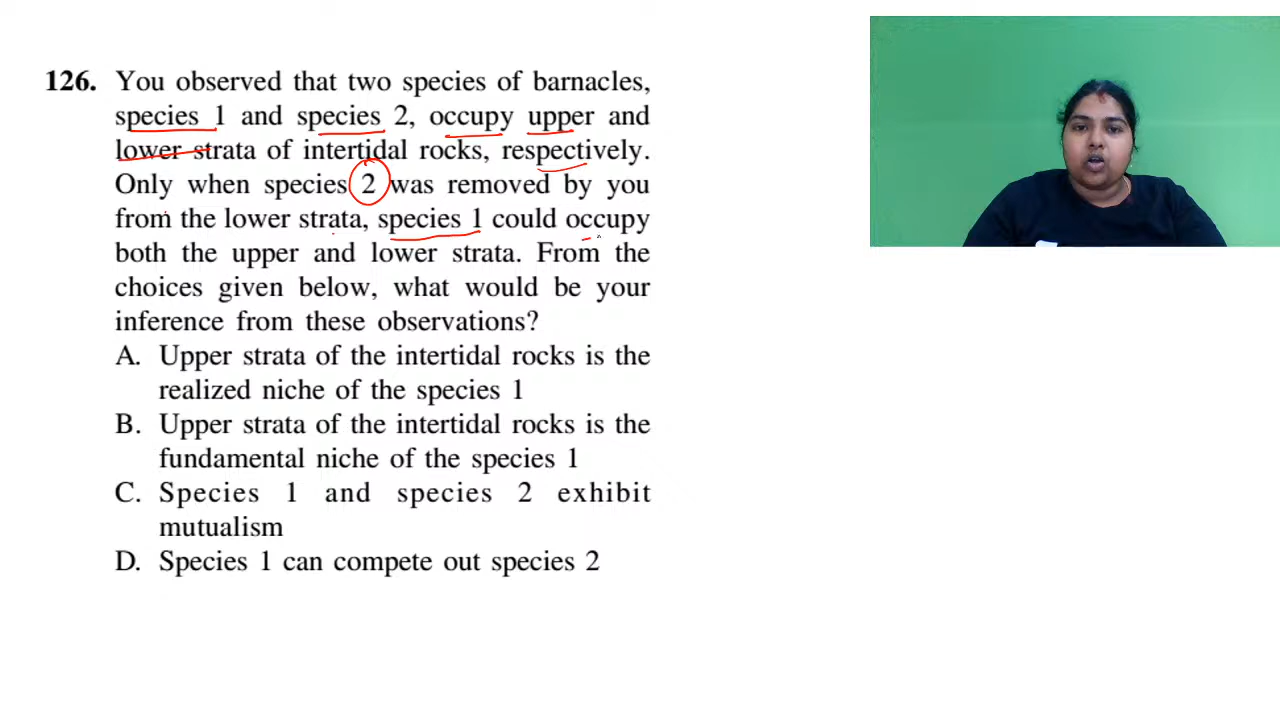 126. You observed that two species of barnacles,
species 1 and species 2, occupy upper and
lower strata of intertidal rocks, respectively.
Only when species 2 was removed by you
from the lower strata, species 1 could occupy
both the upper and lower strata. From the
choices given below, what would be your
inference from these observations?
A. Upper strata of the intertidal rocks is the
realized niche of the species 1
B. Upper strata of the intertidal rocks is the
fundamental niche of the species 1
C. Species 1 and species 2 exhibit
mutualism
D. Species 1 can compete out species 2